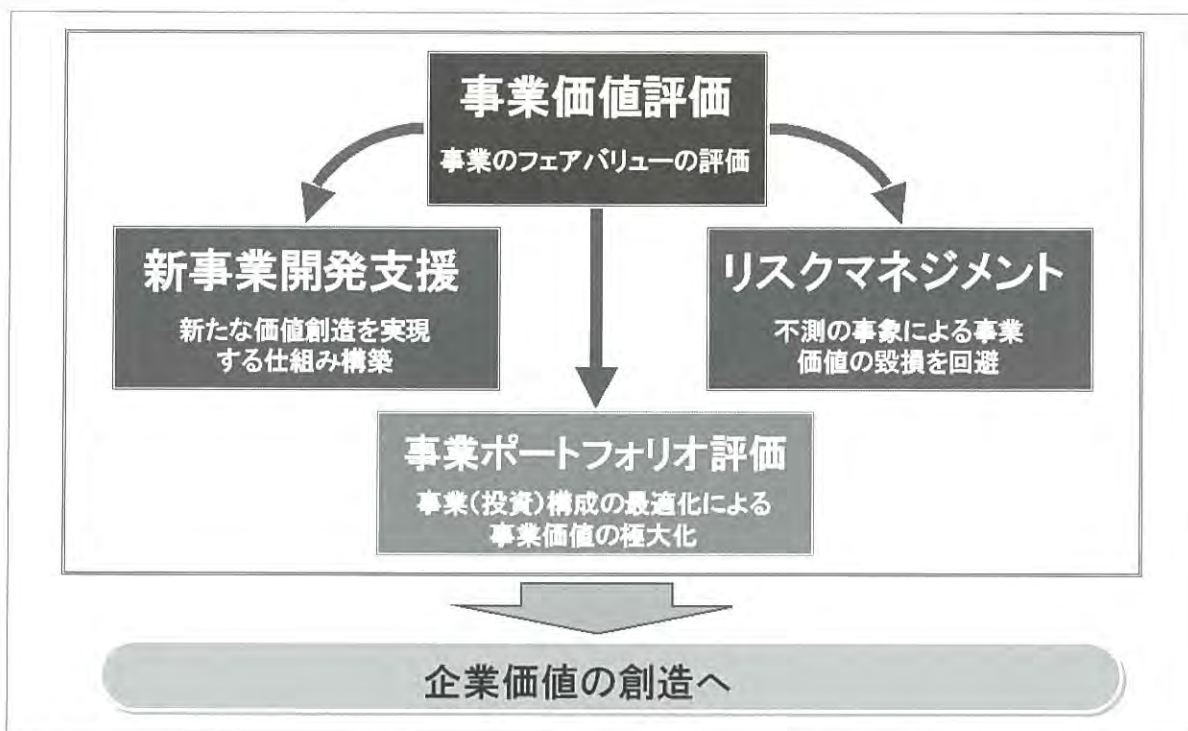 事業価値評価
事業のフェアバリューの評価
新事業開発支援
新たな価値創造を実現
する仕組み構築
リスクマネジメント
不測の事象による事業
価値の毀損を回避
事業ポートフォリオ評価
事業(投資)構成の最適化による
事業価値の極大化
企業価値の創造へ